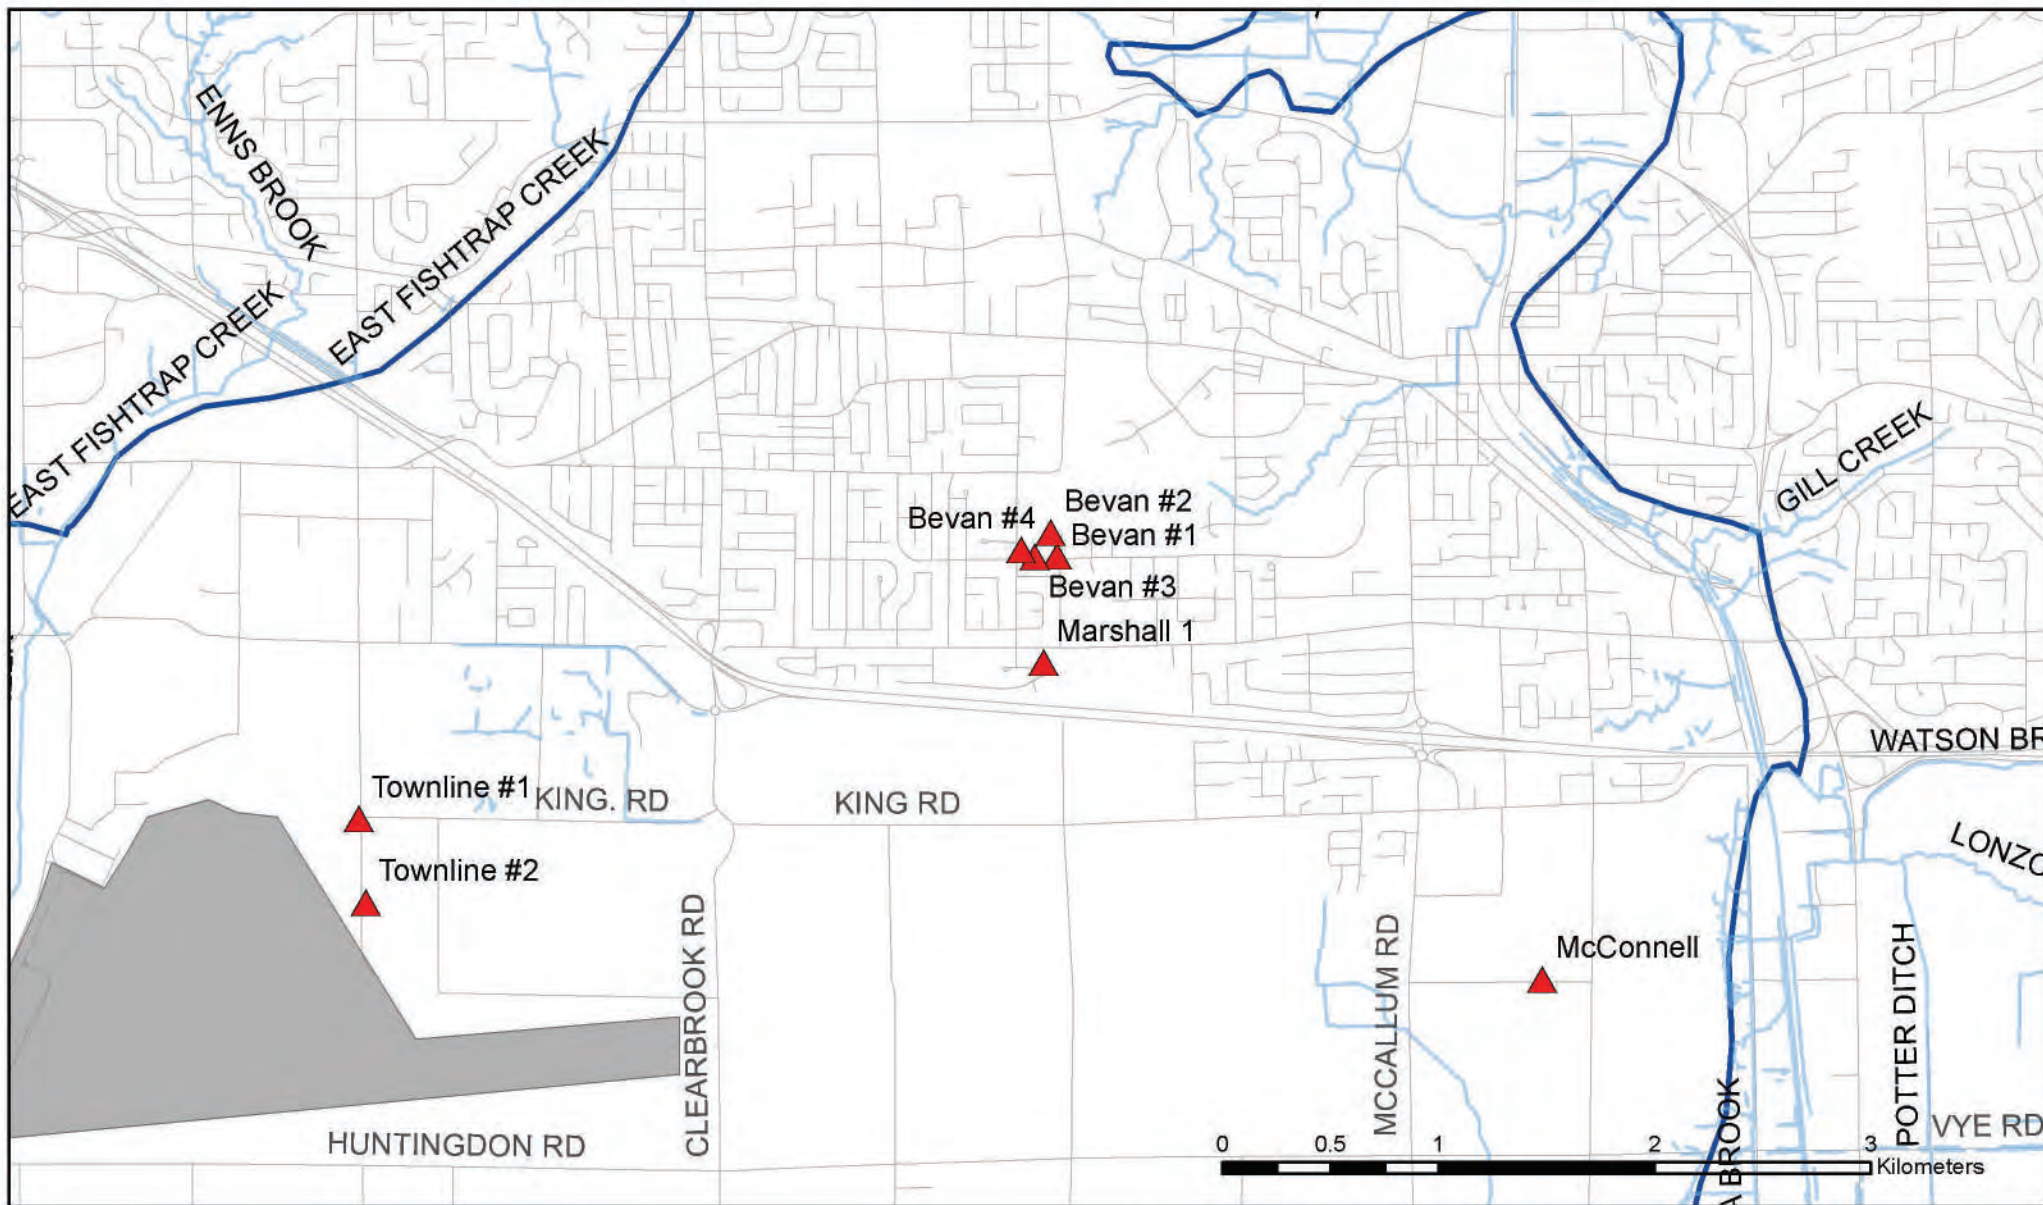 ENNS BROOK
EAST FISHTRAP CREEK
EAST FISHTRAP CREEK
GILL CREEK
Bevan #2
Bevan #4
Bevan #1
Bevan #3
Marshall 1
WATSON BR
Townline #1
KING. RD
KING RD
LONZO
Townline #2
CLEARBROOK RD
MCCALLUM RD
McConnell
POTTER DITCH
A BROOK
HUNTINGDON RD
VYE RD
0 0.5 1 2 3
Kilometers